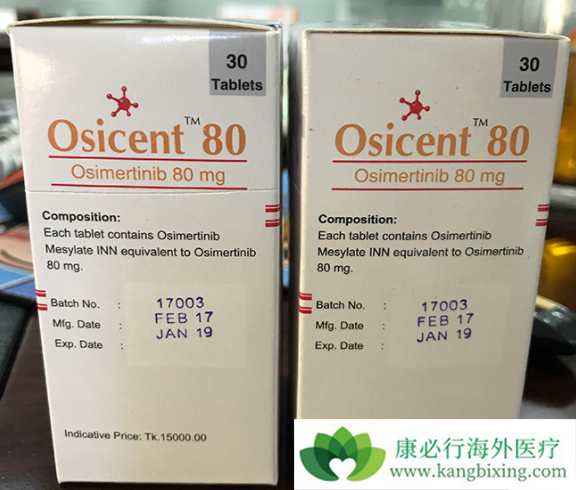 30
Tablets
Osicent™ 80
Osimertinib 80 mg
Composition:
Each tablet contains Osimertinib
Mesylate INN equivalent to Osimertinib
80 mg.
Batch No. : 17003
Mfg. Date : FEB 17
Exp. Date : JAN 19
Indicative Price: Tk.15000.00
30
Tablets
Osicent™ 80
Osimertinib 80 mg
Composition:
Each tablet contains Osimertinib
Mesylate INN equivalent to Osimertinib
80 mg.
Batch No. : 17003
Mfg. Date : FEB 17
Exp. Date : JAN 19
康必行海外医疗
www.kangbixing.com